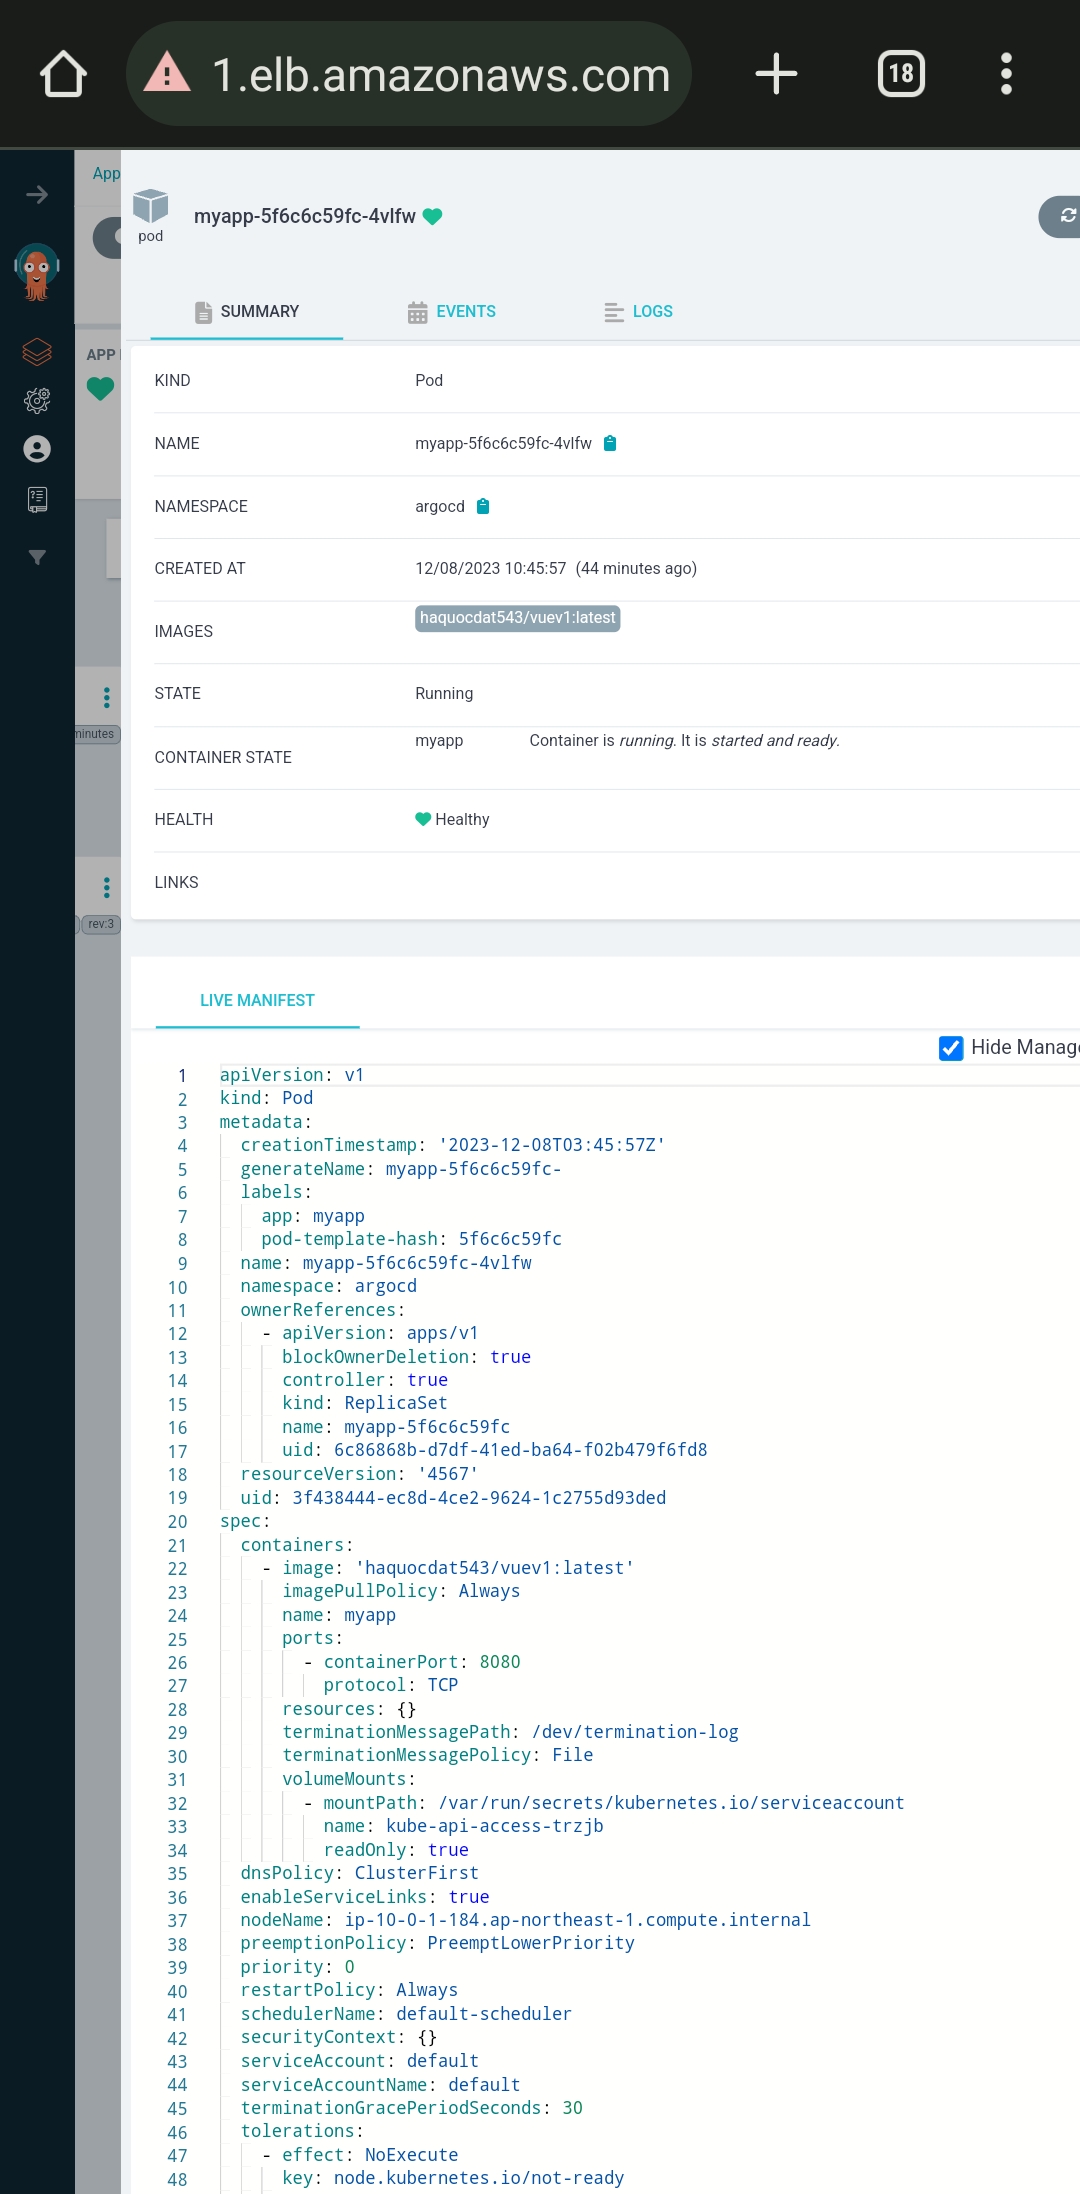 1.elb.amazonaws.com
18
App
pod
myapp-5f6c6c59fc-4vlfw
SUMMARY
EVENTS
LOGS
APP
KIND Pod
NAME myapp-5f6c6c59fc-4vlfw
NAMESPACE argocd
CREATED AT 12/08/2023 10:45:57 (44 minutes ago)
IMAGES haquocdat543/vuev1:latest
STATE Running
minutes
CONTAINER STATE myapp Container is running. It is started and ready.
HEALTH Healthy
LINKS
rev:3
LIVE MANIFEST
Hide Manag
1 apiVersion: v1
2 kind: Pod
3 metadata:
4 creationTimestamp: '2023-12-08T03:45:57Z'
5 generateName: myapp-5f6c6c59fc-
6 labels:
7 app: myapp
8 pod-template-hash: 5f6c6c59fc
9 name: myapp-5f6c6c59fc-4vlfw
10 namespace: argocd
11 ownerReferences:
12 - apiVersion: apps/v1
13 blockOwnerDeletion: true
14 controller: true
15 kind: ReplicaSet
16 name: myapp-5f6c6c59fc
17 uid: 6c86868b-d7df-41ed-ba64-f02b479f6fd8
18 resourceVersion: '4567'
19 uid: 3f438444-ec8d-4ce2-9624-1c2755d93ded
20 spec:
21 containers:
22 - image: 'haquocdat543/vuev1:latest'
23 imagePullPolicy: Always
24 name: myapp
25 ports:
26 - containerPort: 8080
27 protocol: TCP
28 resources: {}
29 terminationMessagePath: /dev/termination-log
30 terminationMessagePolicy: File
31 volumeMounts:
32 - mountPath: /var/run/secrets/kubernetes.io/serviceaccount
33 name: kube-api-access-trzjb
34 readOnly: true
35 dnsPolicy: ClusterFirst
36 enableServiceLinks: true
37 nodeName: ip-10-0-1-184.ap-northeast-1.compute.internal
38 preemptionPolicy: PreemptLowerPriority
39 priority: 0
40 restartPolicy: Always
41 schedulerName: default-scheduler
42 securityContext: {}
43 serviceAccount: default
44 serviceAccountName: default
45 terminationGracePeriodSeconds: 30
46 tolerations:
47 - effect: NoExecute
48 key: node.kubernetes.io/not-ready